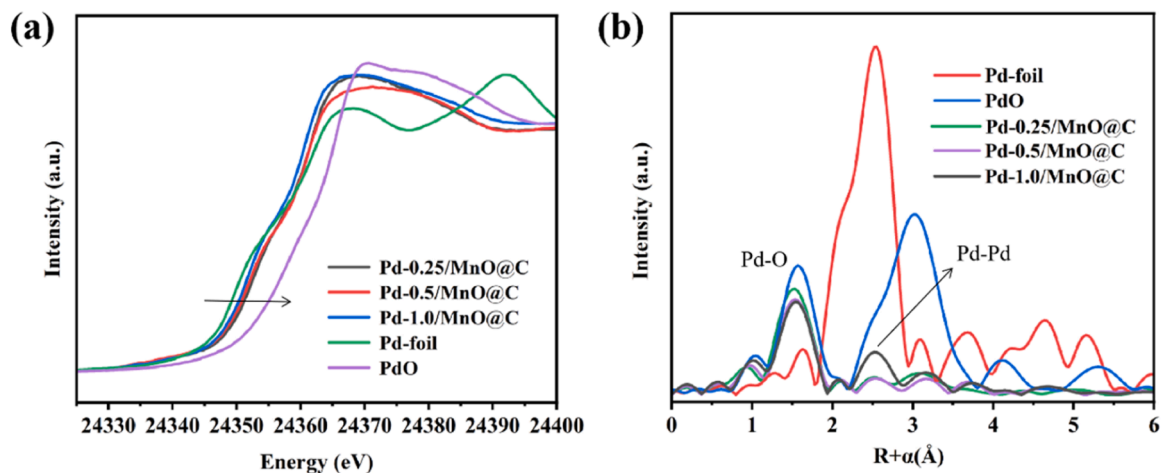 (a)
Intensity (a.u.)
Pd-0.25/MnO@C
Pd-0.5/MnO@C
Pd-1.0/MnO@C
Pd-foil
PdO
24330 24340 24350 24360 24370 24380 24390 24400
Energy (eV)
(b)
Intensity (a.u.)
Pd-foil
PdO
Pd-0.25/MnO@C
Pd-0.5/MnO@C
Pd-1.0/MnO@C
Pd-O
Pd-Pd
0 1 2 3 4 5 6
R+α(Å)